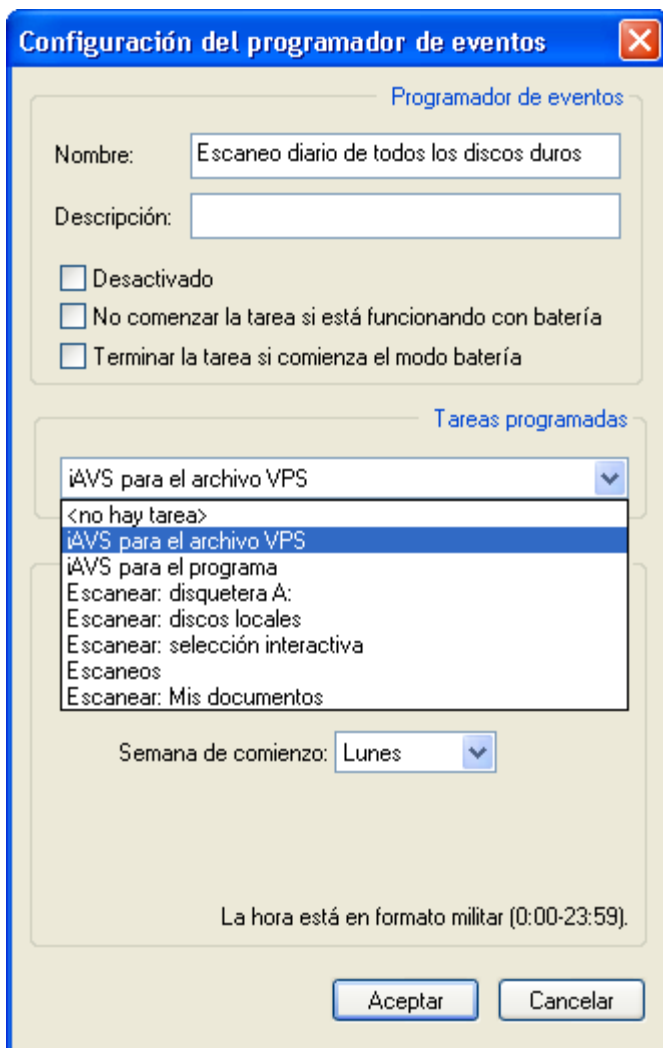 Configuración del programador de eventos
Programador de eventos
Nombre: Escaneo diario de todos los discos duros
Descripción:
Desactivado
No comenzar la tarea si está funcionando con batería
Terminar la tarea si comienza el modo batería
Tareas programadas
iAVS para el archivo VPS
<no hay tarea>
iAVS para el archivo VPS
iAVS para el programa
Escanear: disquetera A:
Escanear: discos locales
Escanear: selección interactiva
Escaneos
Escanear: Mis documentos
Semana de comienzo: Lunes
La hora está en formato militar (0:00-23:59).
Aceptar Cancelar